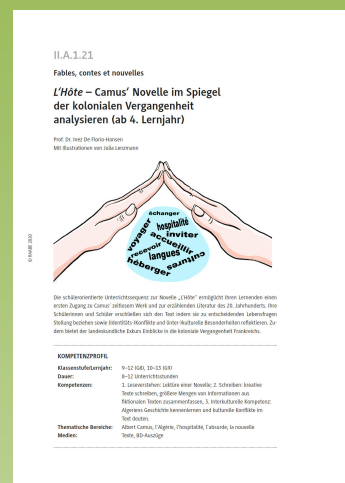 II.A.1.21
Fables, contes et nouvelles
L'Hôte – Camus' Novelle im Spiegel
der kolonialen Vergangenheit
analysieren (ab 4. Lernjahr)
Prof. Dr. Inez De Florio-Hansen
Mit Illustrationen von Julia Lenzmann
© RAABE 2020
échanger
voyager
hospitalité
inviter
accueillir
recevoir
langues
cultures
héberger
Die schülerorientierte Unterrichtssequenz zur Novelle „L'Hôte" ermöglicht Ihren Lernenden einen
ersten Zugang zu Camus' zeitlosem Werk und zur erzählenden Literatur des 20. Jahrhunderts. Ihre
Schülerinnen und Schüler erschließen sich den Text indem sie zu entscheidenden Lebensfragen
Stellung beziehen sowie (Identitäts-)Konflikte und (inter-)kulturelle Besonderheiten reflektieren. Zu-
dem bietet der landeskundliche Exkurs Einblicke in die koloniale Vergangenheit Frankreichs.
KOMPETENZPROFIL
Klassenstufe/Lernjahr: 9–12 (G8), 10–13 (G9)
Dauer: 8–12 Unterrichtsstunden
Kompetenzen: 1. Leseverstehen: Lektüre einer Novelle; 2. Schreiben: kreative
Texte schreiben, größere Mengen von Informationen aus
fiktionalen Texten zusammenfassen, 3. Interkulturelle Kompetenz:
Algeriens Geschichte kennenlernen und kulturelle Konflikte im
Text deuten.
Thematische Bereiche: Albert Camus, l'Algérie, l'hospitalité, l'absurde, la nouvelle
Medien: Texte, BD-Auszüge